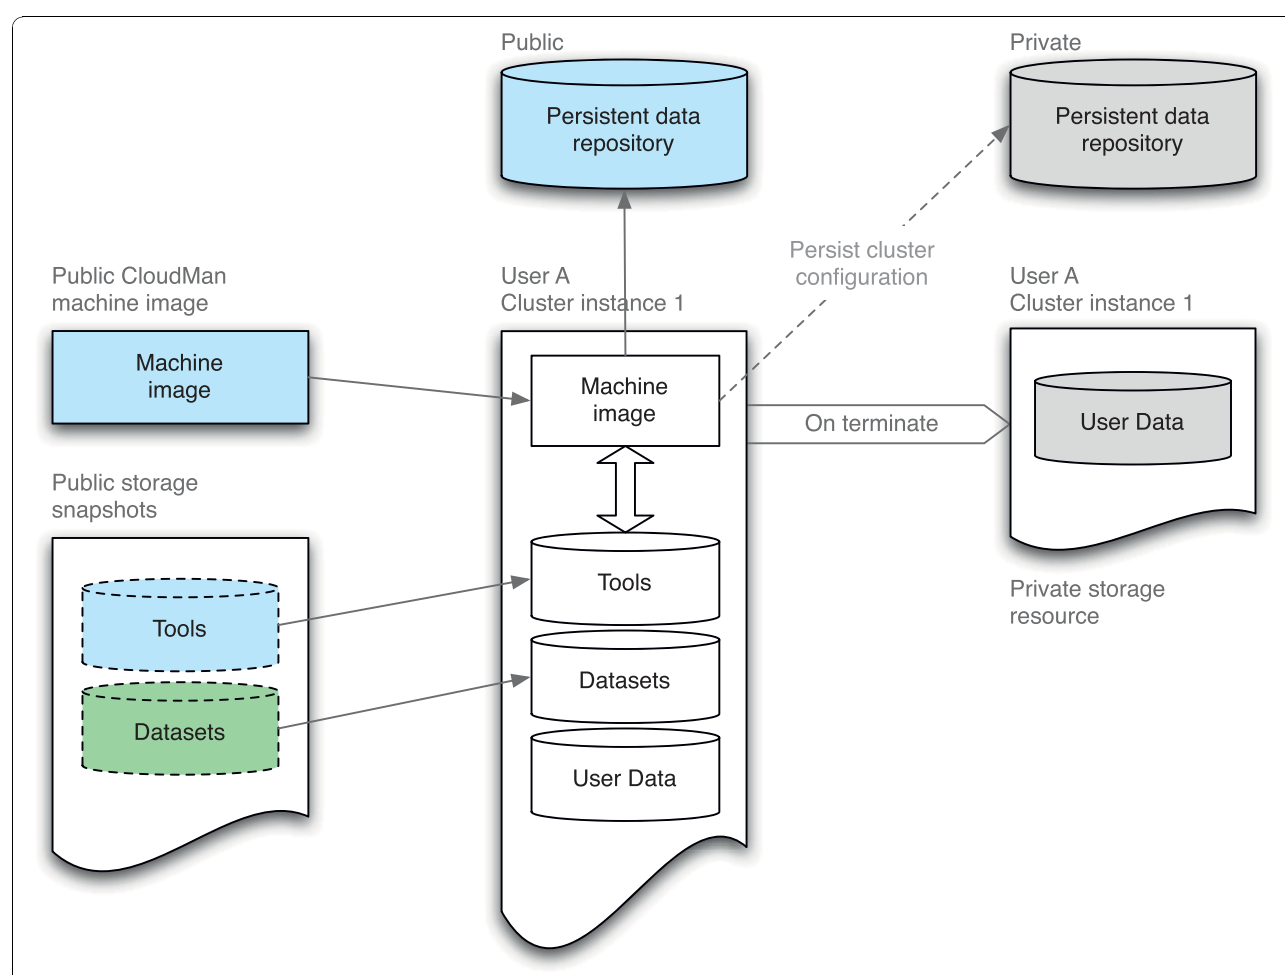 Public
Private
Persistent data
repository
Persistent data
repository
Persist cluster
configuration
Public CloudMan
machine image
User A
Cluster instance 1
User A
Cluster instance 1
Machine
image
Machine
image
On terminate
User Data
Public storage
snapshots
Tools
Datasets
Tools
Datasets
User Data
Private storage
resource